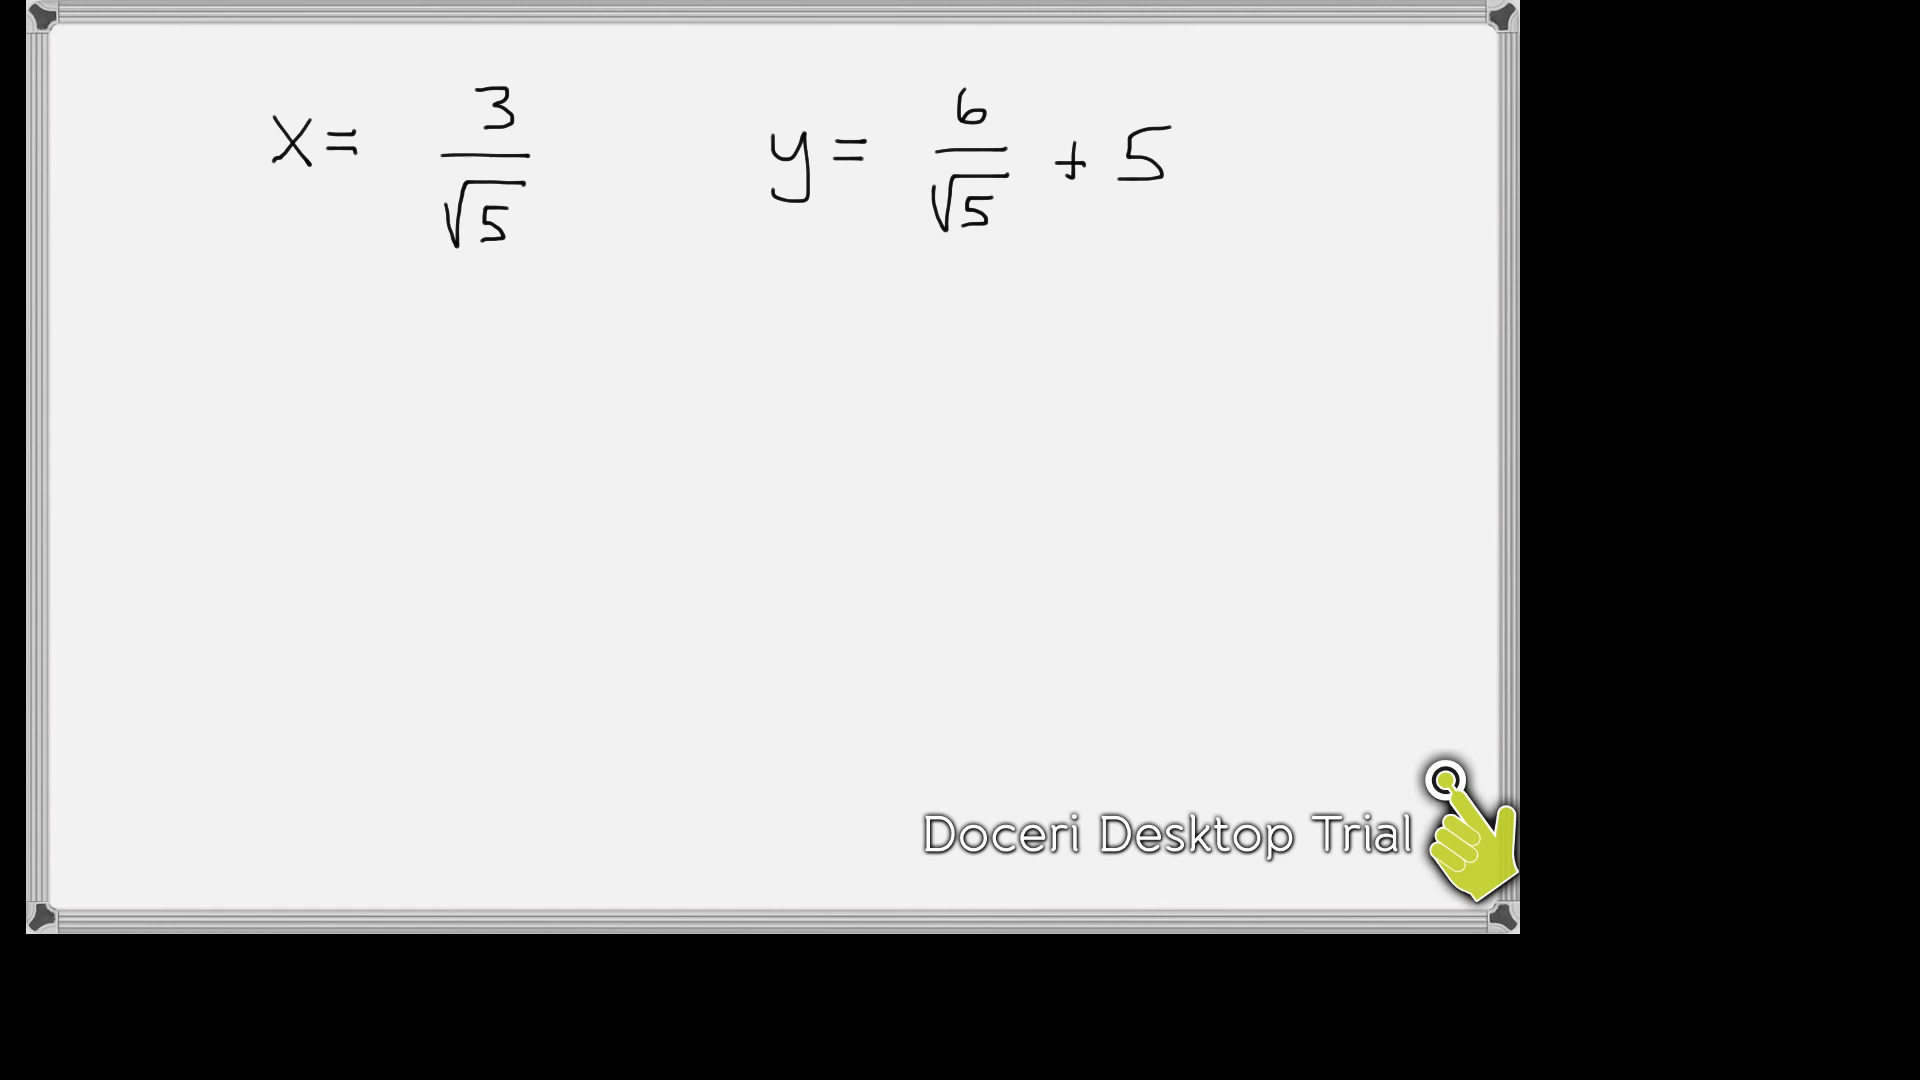 x = 3/√5    y = 6/√5 + 5
Doceri Desktop Trial